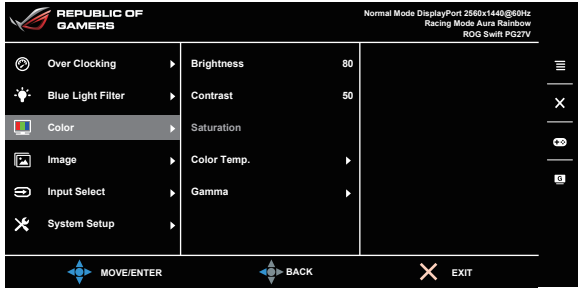 REPUBLIC OF
GAMERS
Normal Mode DisplayPort 2560x1440@60Hz
Racing Mode Aura Rainbow
ROG Swift PG27V
Over Clocking
Brightness 80
Blue Light Filter
Contrast 50
Color
Saturation
Image
Color Temp.
G
Input Select
Gamma
System Setup
MOVE/ENTER
BACK
EXIT